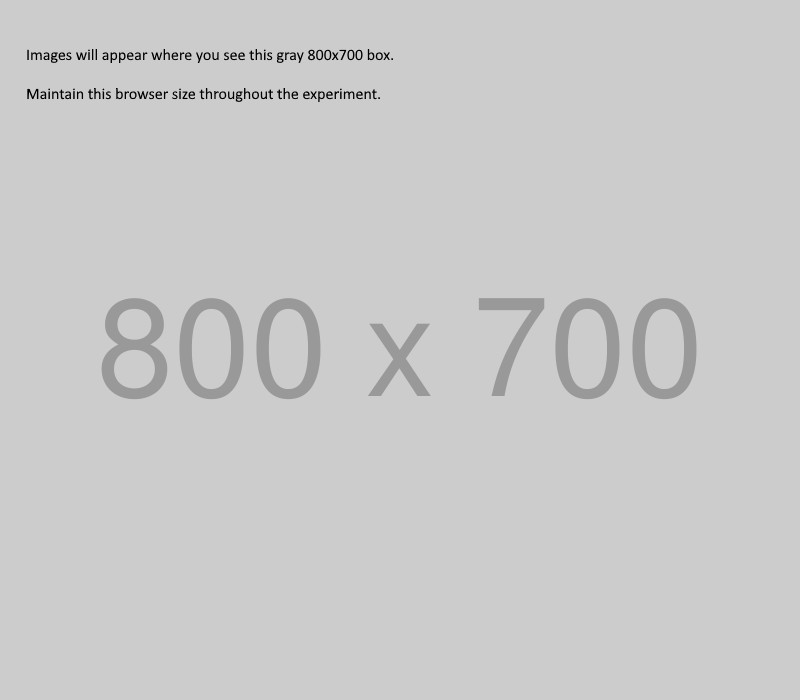 Images will appear where you see this gray 800x700 box.
Maintain this browser size throughout the experiment.
800 x 700